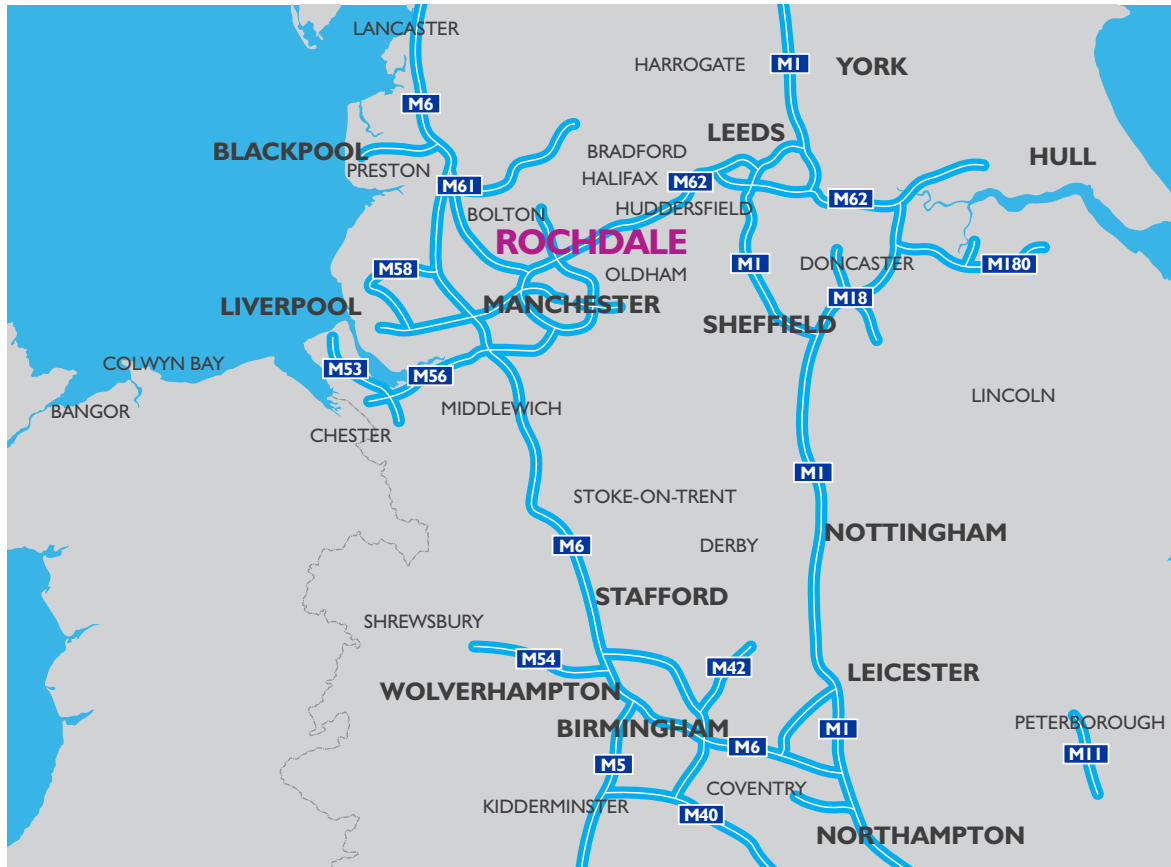 LANCASTER
HARROGATE
M1
YORK
M6
LEEDS
BLACKPOOL
BRADFORD
HULL
PRESTON
HALIFAX
M62
M61
M62
BOLTON
HUDDERSFIELD
ROCHDALE
M58
OLDHAM
M1
DONCASTER
M180
LIVERPOOL
MANCHESTER
M18
SHEFFIELD
COLWYN BAY
M53
M56
LINCOLN
BANGOR
MIDDLEWICH
CHESTER
M1
STOKE-ON-TRENT
NOTTINGHAM
M6
DERBY
STAFFORD
SHREWSBURY
M54
M42
LEICESTER
WOLVERHAMPTON
PETERBOROUGH
BIRMINGHAM
M1
M6
M11
M5
COVENTRY
KIDDERMINSTER
M40
NORTHAMPTON